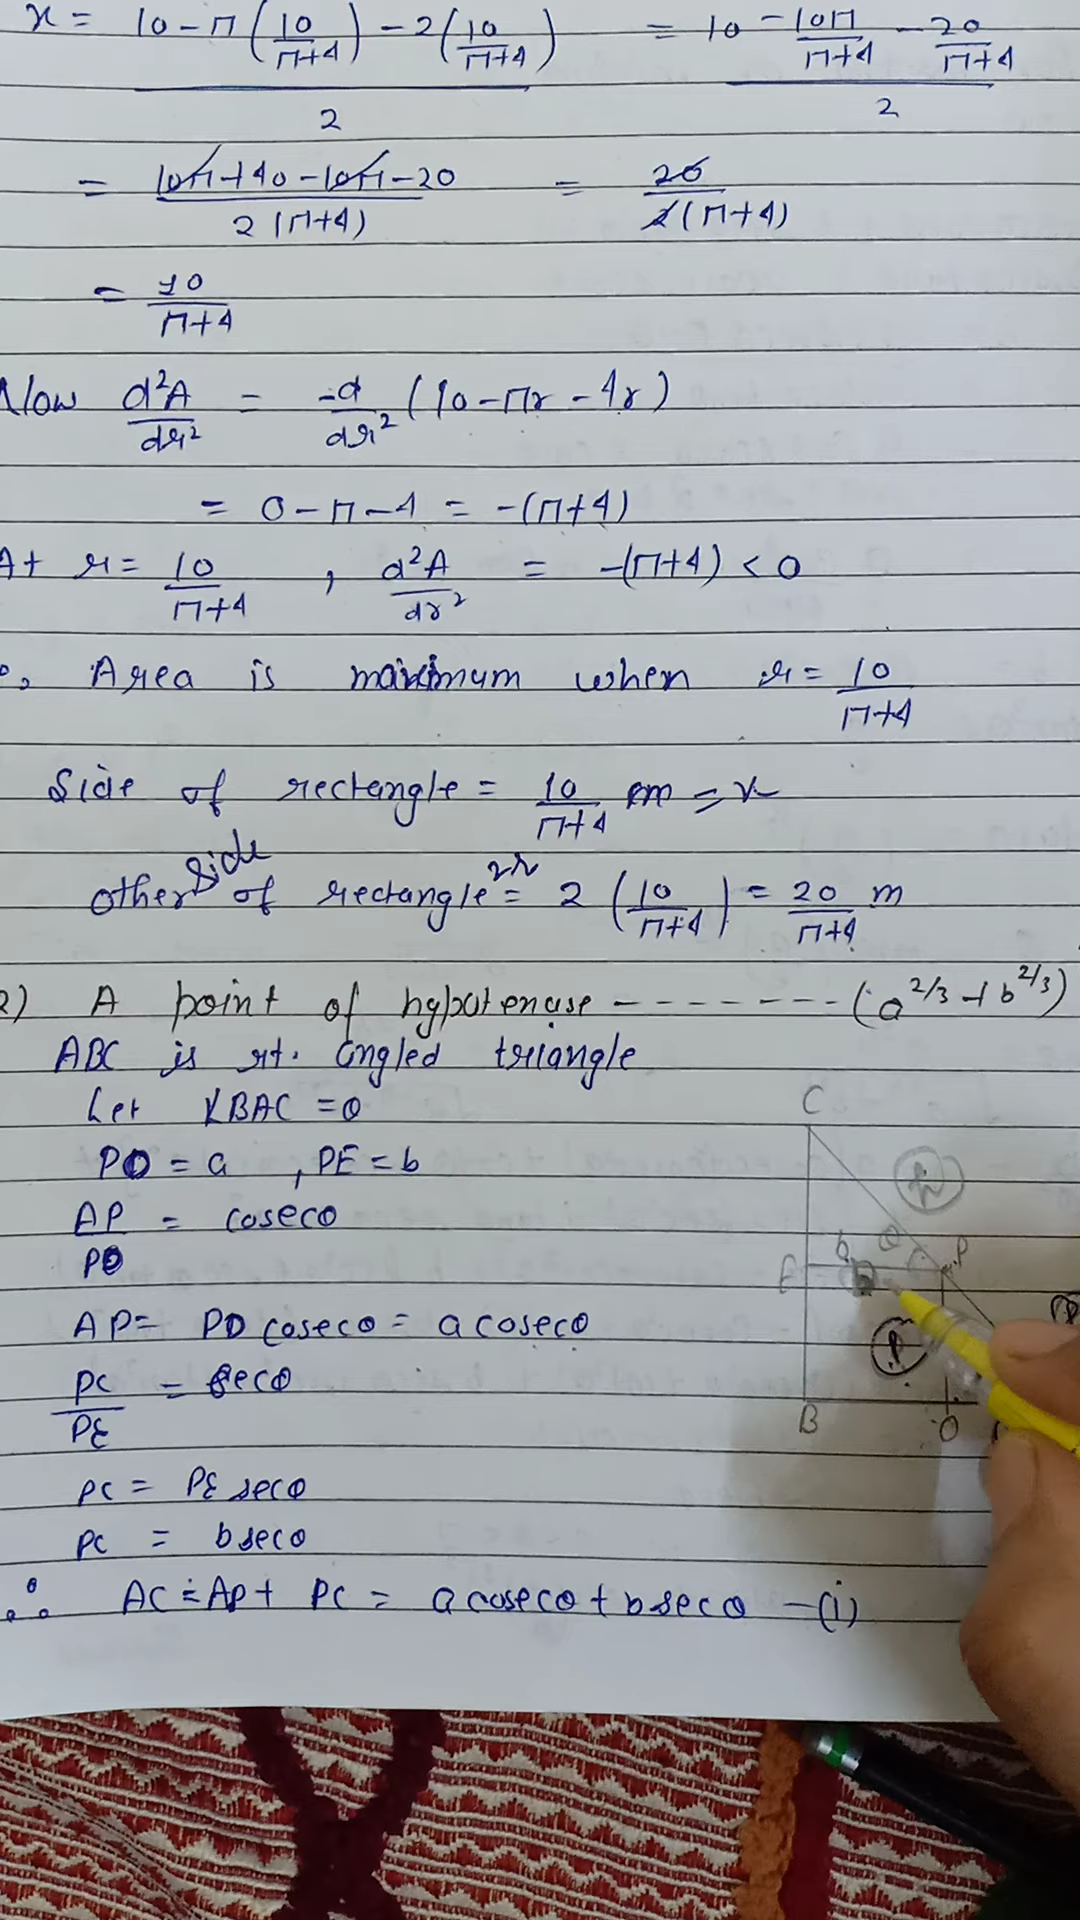 x = 10 - π(10/π+4) - 2(10/π+4) / 2 = 10 - 10π/π+4 - 20/π+4 / 2
= 10π + 40 - 10π - 20 / 2(π+4) = 20 / 2(π+4)
= 10 / π+4
Now d²A/dr² = -d/dr² (10 - πr - 4r)
= 0 - π - 4 = -(π+4)
At r = 10/π+4 , d²A/dr² = -(π+4) < 0
Area is maximum when r = 10/π+4
Side of rectangle = 10/π+4 m = x
other side of rectangle 2r = 2 (10/π+4) = 20/π+4 m
2) A point of hypotenuse - - - - - - - (a^2/3 + b^2/3)
ABC is rt. angled triangle
Let ∠BAC = θ
PD = a , PE = b
AP/PD = cosecθ
AP = PD cosecθ = a cosecθ
PC/PE = secθ
PC = PE secθ
PC = b secθ
∴ AC = AP + PC = a cosecθ + b secθ - (i)
C
θ
P
b
E
B
D